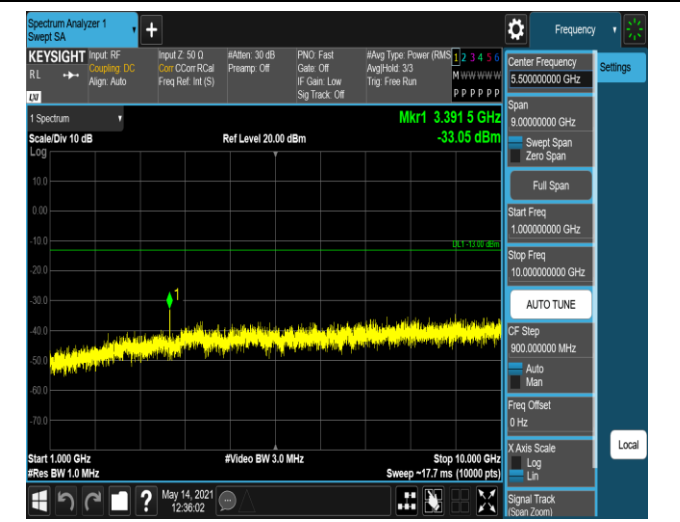 Spectrum Analyzer 1
Swept SA
+
Frequency
KEYSIGHT Input: RF Input Z: 50 Ω #Atten: 30 dB PNO: Fast #Avg Type: Power (RMS 1 2 3 4 5 6
RL Coupling: DC Corr CCorr RCal Preamp: Off Gate: Off Avg|Hold: 3/3 M W W W W W
Align: Auto Freq Ref: Int (S) IF Gain: Low Trig: Free Run
Sig Track: Off P P P P P P
LXI
1 Spectrum
Mkr1 3.391 5 GHz
Scale/Div 10 dB Ref Level 20.00 dBm -33.05 dBm
Log
10.0
0.00
-10.0
DL1 -13.00 dBm
-20.0
-30.0
1
-40.0
-50.0
-60.0
-70.0
Start 1.000 GHz #Video BW 3.0 MHz Stop 10.000 GHz
#Res BW 1.0 MHz Sweep ~17.7 ms (10000 pts)
?
May 14, 2021
12:36:02
Center Frequency
5.500000000 GHz
Settings
Span
9.00000000 GHz
Swept Span
Zero Span
Full Span
Start Freq
1.000000000 GHz
Stop Freq
10.000000000 GHz
AUTO TUNE
CF Step
900.000000 MHz
Auto
Man
Freq Offset
0 Hz
X Axis Scale
Log
Lin
Local
Signal Track
(Span Zoom)